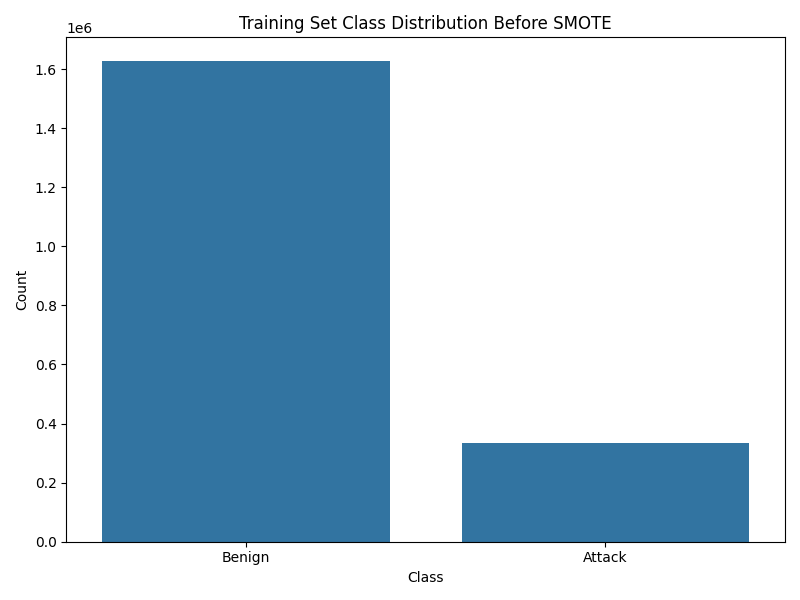 Training Set Class Distribution Before SMOTE
1e6
1.6
1.4
1.2
1.0
0.8
0.6
0.4
0.2
0.0
Count
Benign Attack
Class